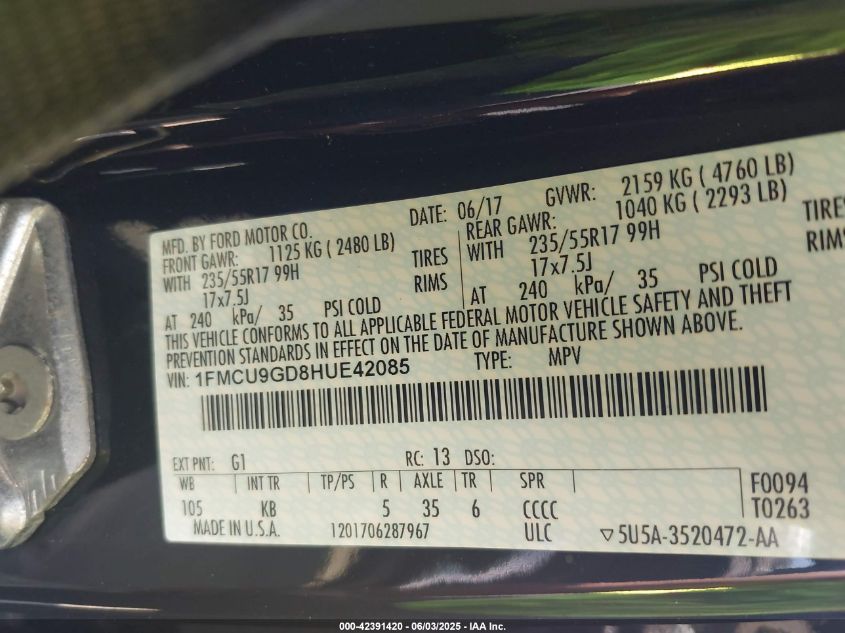 MFD. BY FORD MOTOR CO. DATE: 06/17 GVWR: 2159 KG ( 4760 LB)
FRONT GAWR: 1125 KG ( 2480 LB) REAR GAWR: 1040 KG ( 2293 LB)
WITH 235/55R17 99H TIRES WITH 235/55R17 99H TIRES
17x7.5J RIMS 17x7.5J RIMS
AT 240 kPa/ 35 PSI COLD AT 240 kPa/ 35 PSI COLD
THIS VEHICLE CONFORMS TO ALL APPLICABLE FEDERAL MOTOR VEHICLE SAFETY AND THEFT
PREVENTION STANDARDS IN EFFECT ON THE DATE OF MANUFACTURE SHOWN ABOVE.
VIN: 1FMCU9GD8HUE42085 TYPE: MPV
EXT PNT: G1 RC: 13 DSO:
WB INT TR TP/PS R AXLE TR SPR F0094
105 KB 5 35 6 CCCC T0263
MADE IN U.S.A. 1201706287967 ULC ▽5U5A-3520472-AA
000-42391420 - 06/03/2025 - IAA Inc.